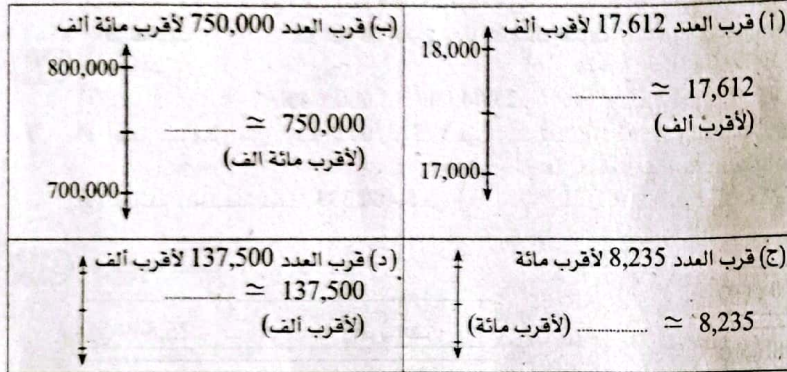 (أ) قرب العدد 17,612 لأقرب ألف
18,000
17,612 ≃ ............
(لأقرب ألف)
17,000
(ب) قرب العدد 750,000 لأقرب مائة ألف
800,000
750,000 ≃ ............
(لأقرب مائة الف)
700,000
(ج) قرب العدد 8,235 لأقرب مائة
8,235 ≃ ............ (لأقرب مائة)
(د) قرب العدد 137,500 لأقرب ألف
137,500 ≃ ............
(لأقرب ألف)